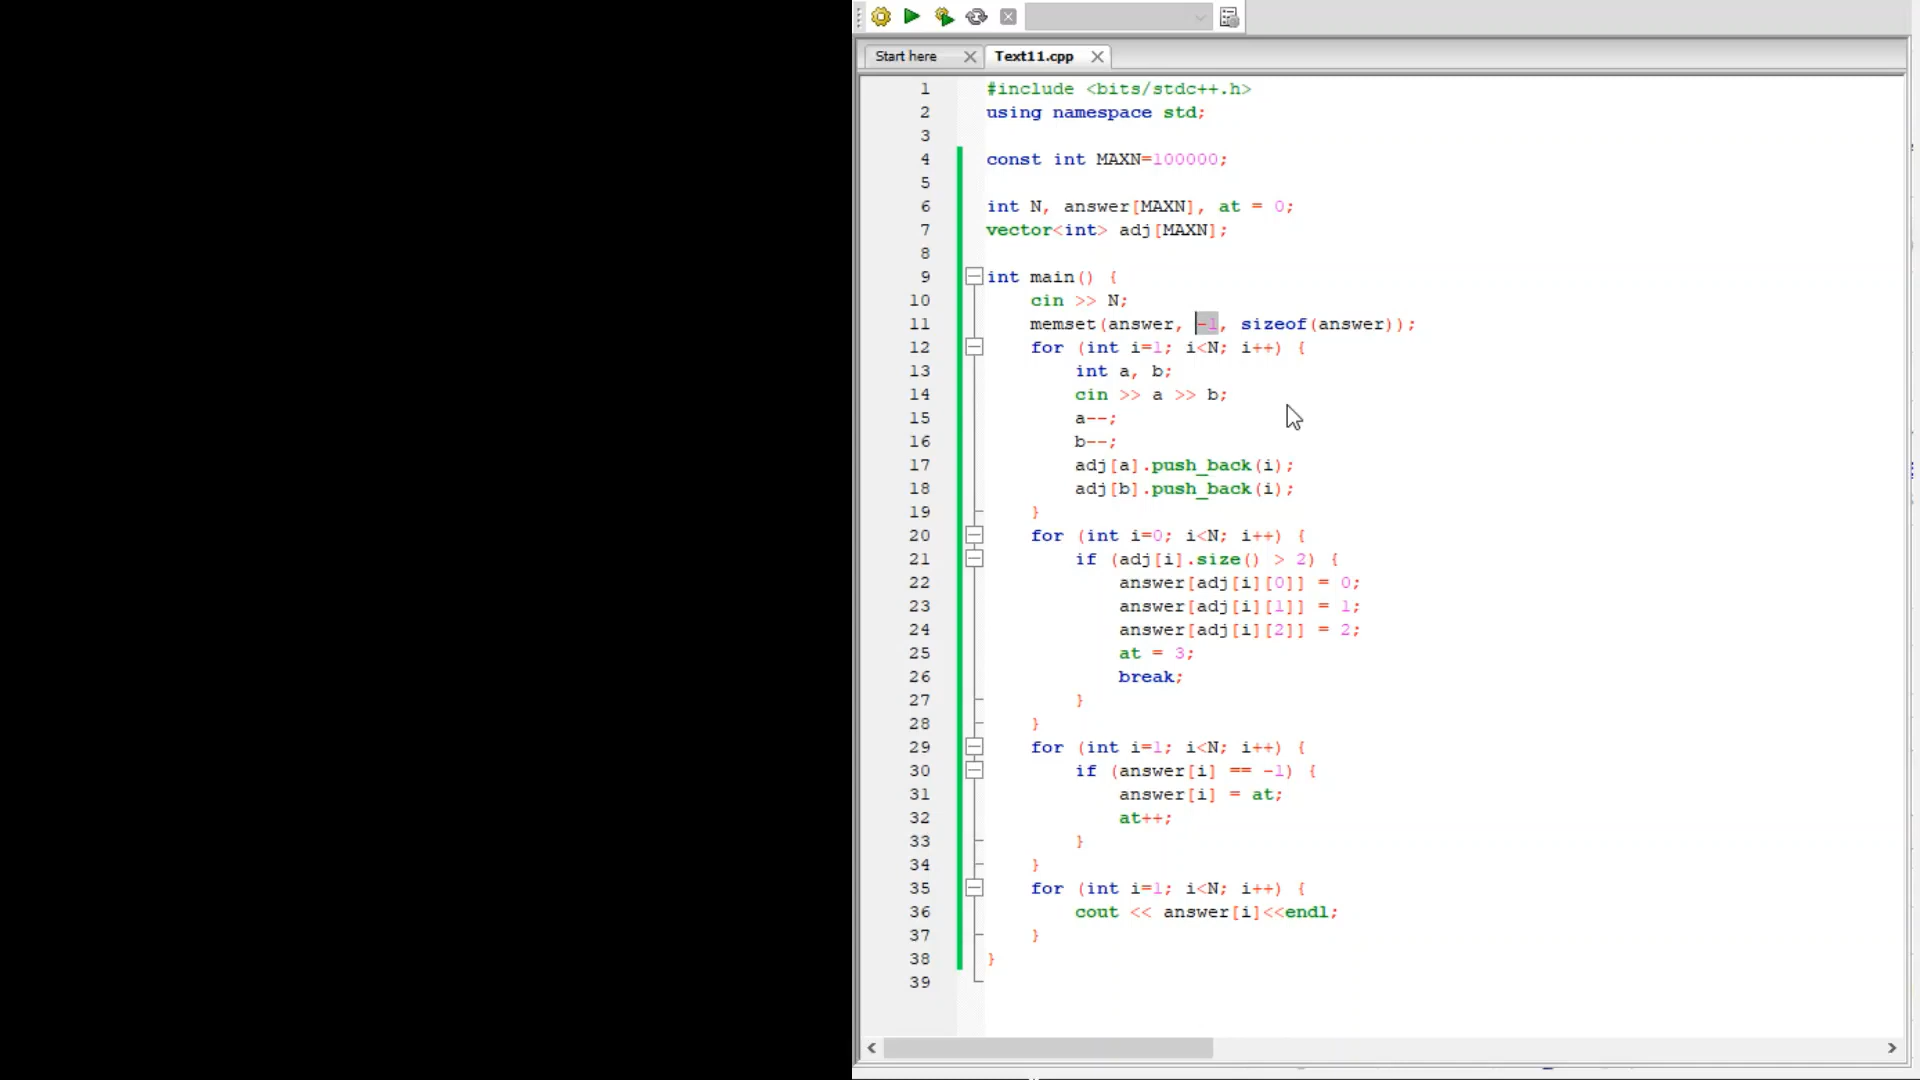 Start here
Text11.cpp
1 #include <bits/stdc++.h>
2 using namespace std;
3
4 const int MAXN=100000;
5
6 int N, answer[MAXN], at = 0;
7 vector<int> adj[MAXN];
8
9 int main() {
10 cin >> N;
11 memset(answer, -1, sizeof(answer));
12 for (int i=1; i<N; i++) {
13 int a, b;
14 cin >> a >> b;
15 a--;
16 b--;
17 adj[a].push_back(i);
18 adj[b].push_back(i);
19 }
20 for (int i=0; i<N; i++) {
21 if (adj[i].size() > 2) {
22 answer[adj[i][0]] = 0;
23 answer[adj[i][1]] = 1;
24 answer[adj[i][2]] = 2;
25 at = 3;
26 break;
27 }
28 }
29 for (int i=1; i<N; i++) {
30 if (answer[i] == -1) {
31 answer[i] = at;
32 at++;
33 }
34 }
35 for (int i=1; i<N; i++) {
36 cout << answer[i]<<endl;
37 }
38 }
39